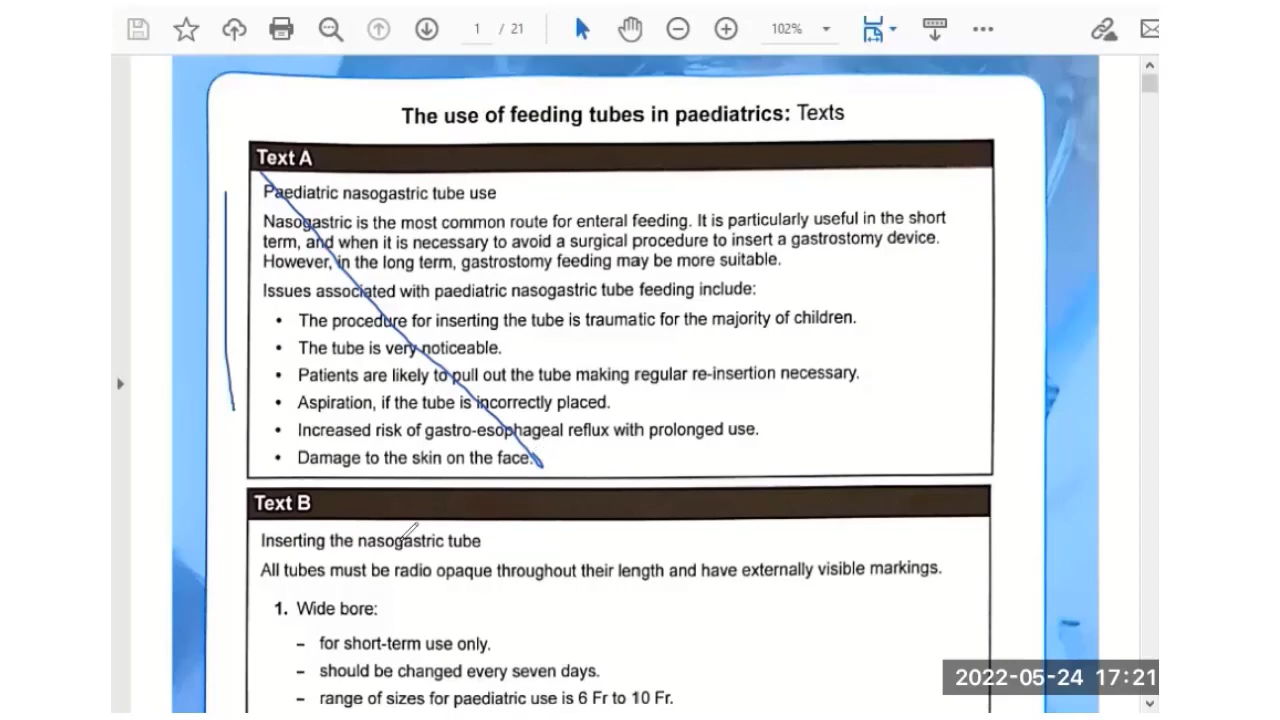 1 / 21
102%
The use of feeding tubes in paediatrics: Texts
Text A
Paediatric nasogastric tube use
Nasogastric is the most common route for enteral feeding. It is particularly useful in the short
term, and when it is necessary to avoid a surgical procedure to insert a gastrostomy device.
However, in the long term, gastrostomy feeding may be more suitable.
Issues associated with paediatric nasogastric tube feeding include:
• The procedure for inserting the tube is traumatic for the majority of children.
• The tube is very noticeable.
• Patients are likely to pull out the tube making regular re-insertion necessary.
• Aspiration, if the tube is incorrectly placed.
• Increased risk of gastro-esophageal reflux with prolonged use.
• Damage to the skin on the face.
Text B
Inserting the nasogastric tube
All tubes must be radio opaque throughout their length and have externally visible markings.
1. Wide bore:
– for short-term use only.
– should be changed every seven days.
– range of sizes for paediatric use is 6 Fr to 10 Fr.
2022-05-24 17:21